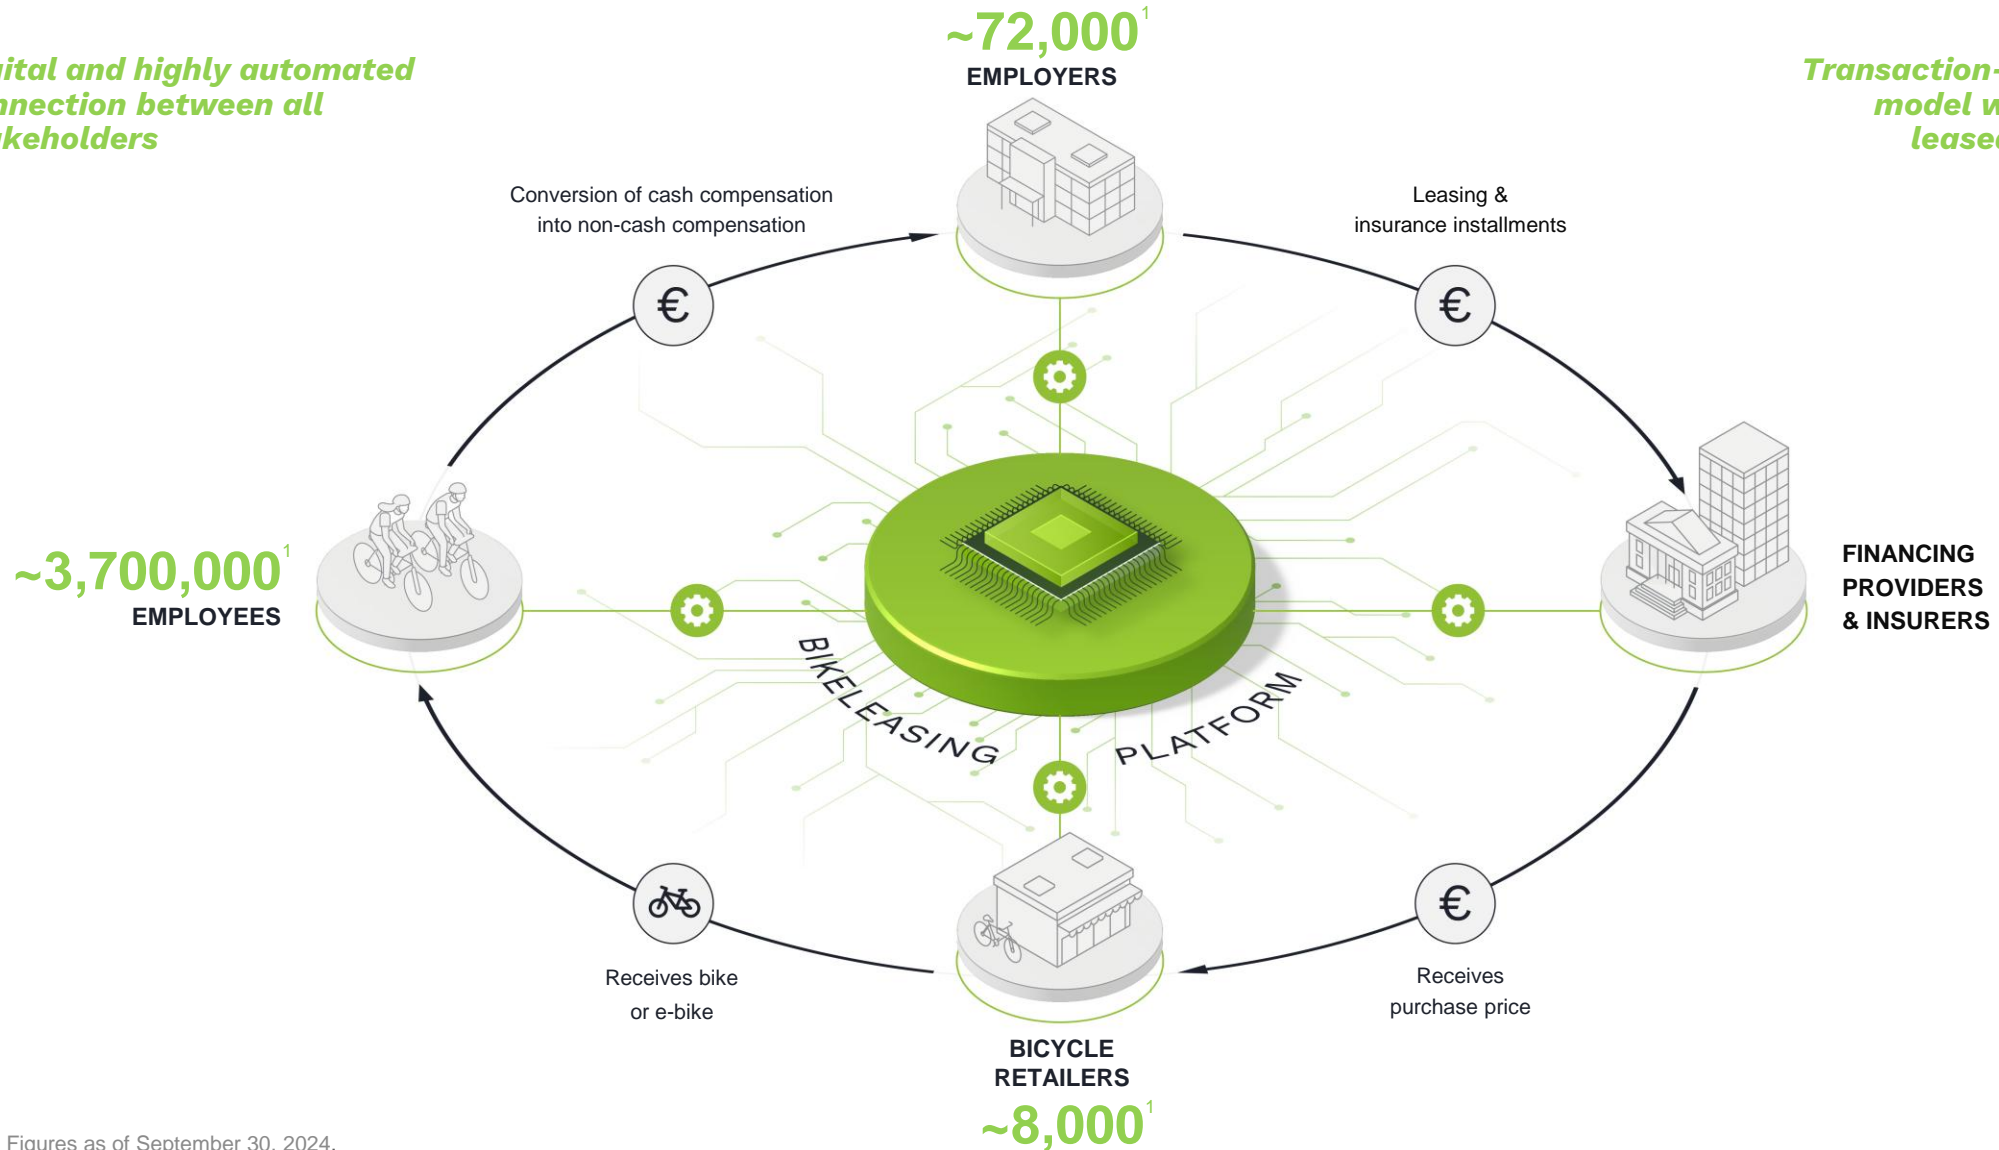 ~72,000¹
EMPLOYERS
ital and highly automated
nnection between all
keholders
Transaction-
model w
lease
Conversion of cash compensation
into non-cash compensation
Leasing &
insurance installments
€
€
~3,700,000¹
EMPLOYEES
FINANCING
PROVIDERS
& INSURERS
BIKELEASING PLATFORM
€
Receives bike
or e-bike
Receives
purchase price
BICYCLE
RETAILERS
~8,000¹
Figures as of September 30, 2024.